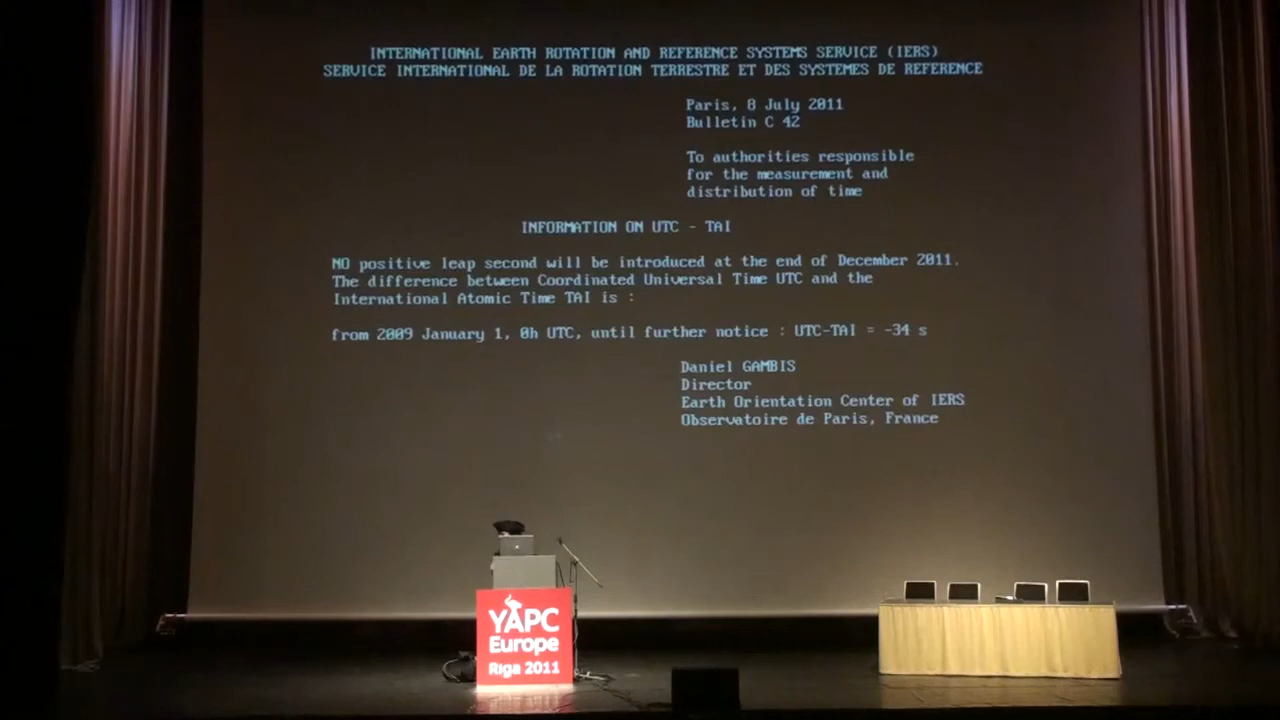 INTERNATIONAL EARTH ROTATION AND REFERENCE SYSTEMS SERVICE (IERS)
SERVICE INTERNATIONAL DE LA ROTATION TERRESTRE ET DES SYSTEMES DE REFERENCE
Paris, 8 July 2011
Bulletin C 42
To authorities responsible
for the measurement and
distribution of time
INFORMATION ON UTC - TAI
NO positive leap second will be introduced at the end of December 2011.
The difference between Coordinated Universal Time UTC and the
International Atomic Time TAI is :
from 2009 January 1, 0h UTC, until further notice : UTC-TAI = -34 s
Daniel GAMBIS
Director
Earth Orientation Center of IERS
Observatoire de Paris, France
YAPC
Europe
Riga 2011